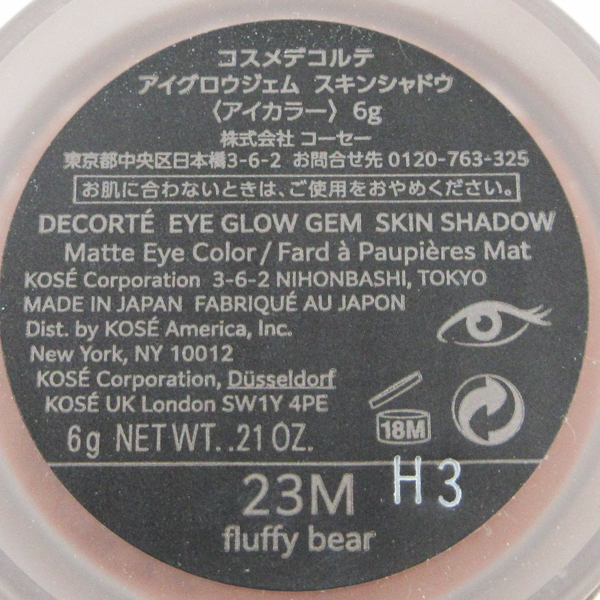 コスメデコルテ
アイグロウジェム スキンシャドウ
〈アイカラー〉6g
株式会社 コーセー
東京都中央区日本橋3-6-2 お問合せ先 0120-763-325
お肌に合わないときは、ご使用をおやめください。
DECORTÉ EYE GLOW GEM SKIN SHADOW
Matte Eye Color / Fard à Paupières Mat
KOSÉ Corporation 3-6-2 NIHONBASHI, TOKYO
MADE IN JAPAN FABRIQUÉ AU JAPON
Dist. by KOSÉ America, Inc.
New York, NY 10012
KOSÉ Corporation, Düsseldorf
KOSÉ UK London SW1Y 4PE
6g NET WT. .21 OZ.
18M
H3
23M
fluffy bear